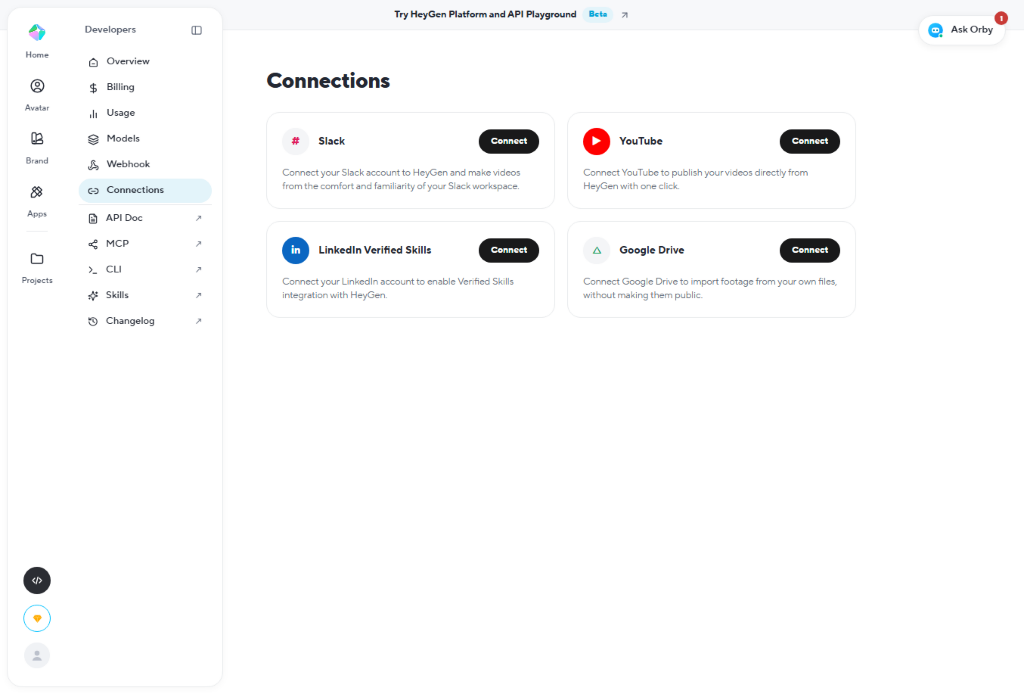 Try HeyGen Platform and API Playground Beta
Ask Orby
1
Home
Avatar
Brand
Apps
Projects
Developers
Overview
Billing
Usage
Models
Webhook
Connections
API Doc
MCP
CLI
Skills
Changelog
Connections
# Slack Connect
Connect your Slack account to HeyGen and make videos
from the comfort and familiarity of your Slack workspace.
YouTube Connect
Connect YouTube to publish your videos directly from
HeyGen with one click.
in LinkedIn Verified Skills Connect
Connect your LinkedIn account to enable Verified Skills
integration with HeyGen.
Google Drive Connect
Connect Google Drive to import footage from your own files,
without making them public.